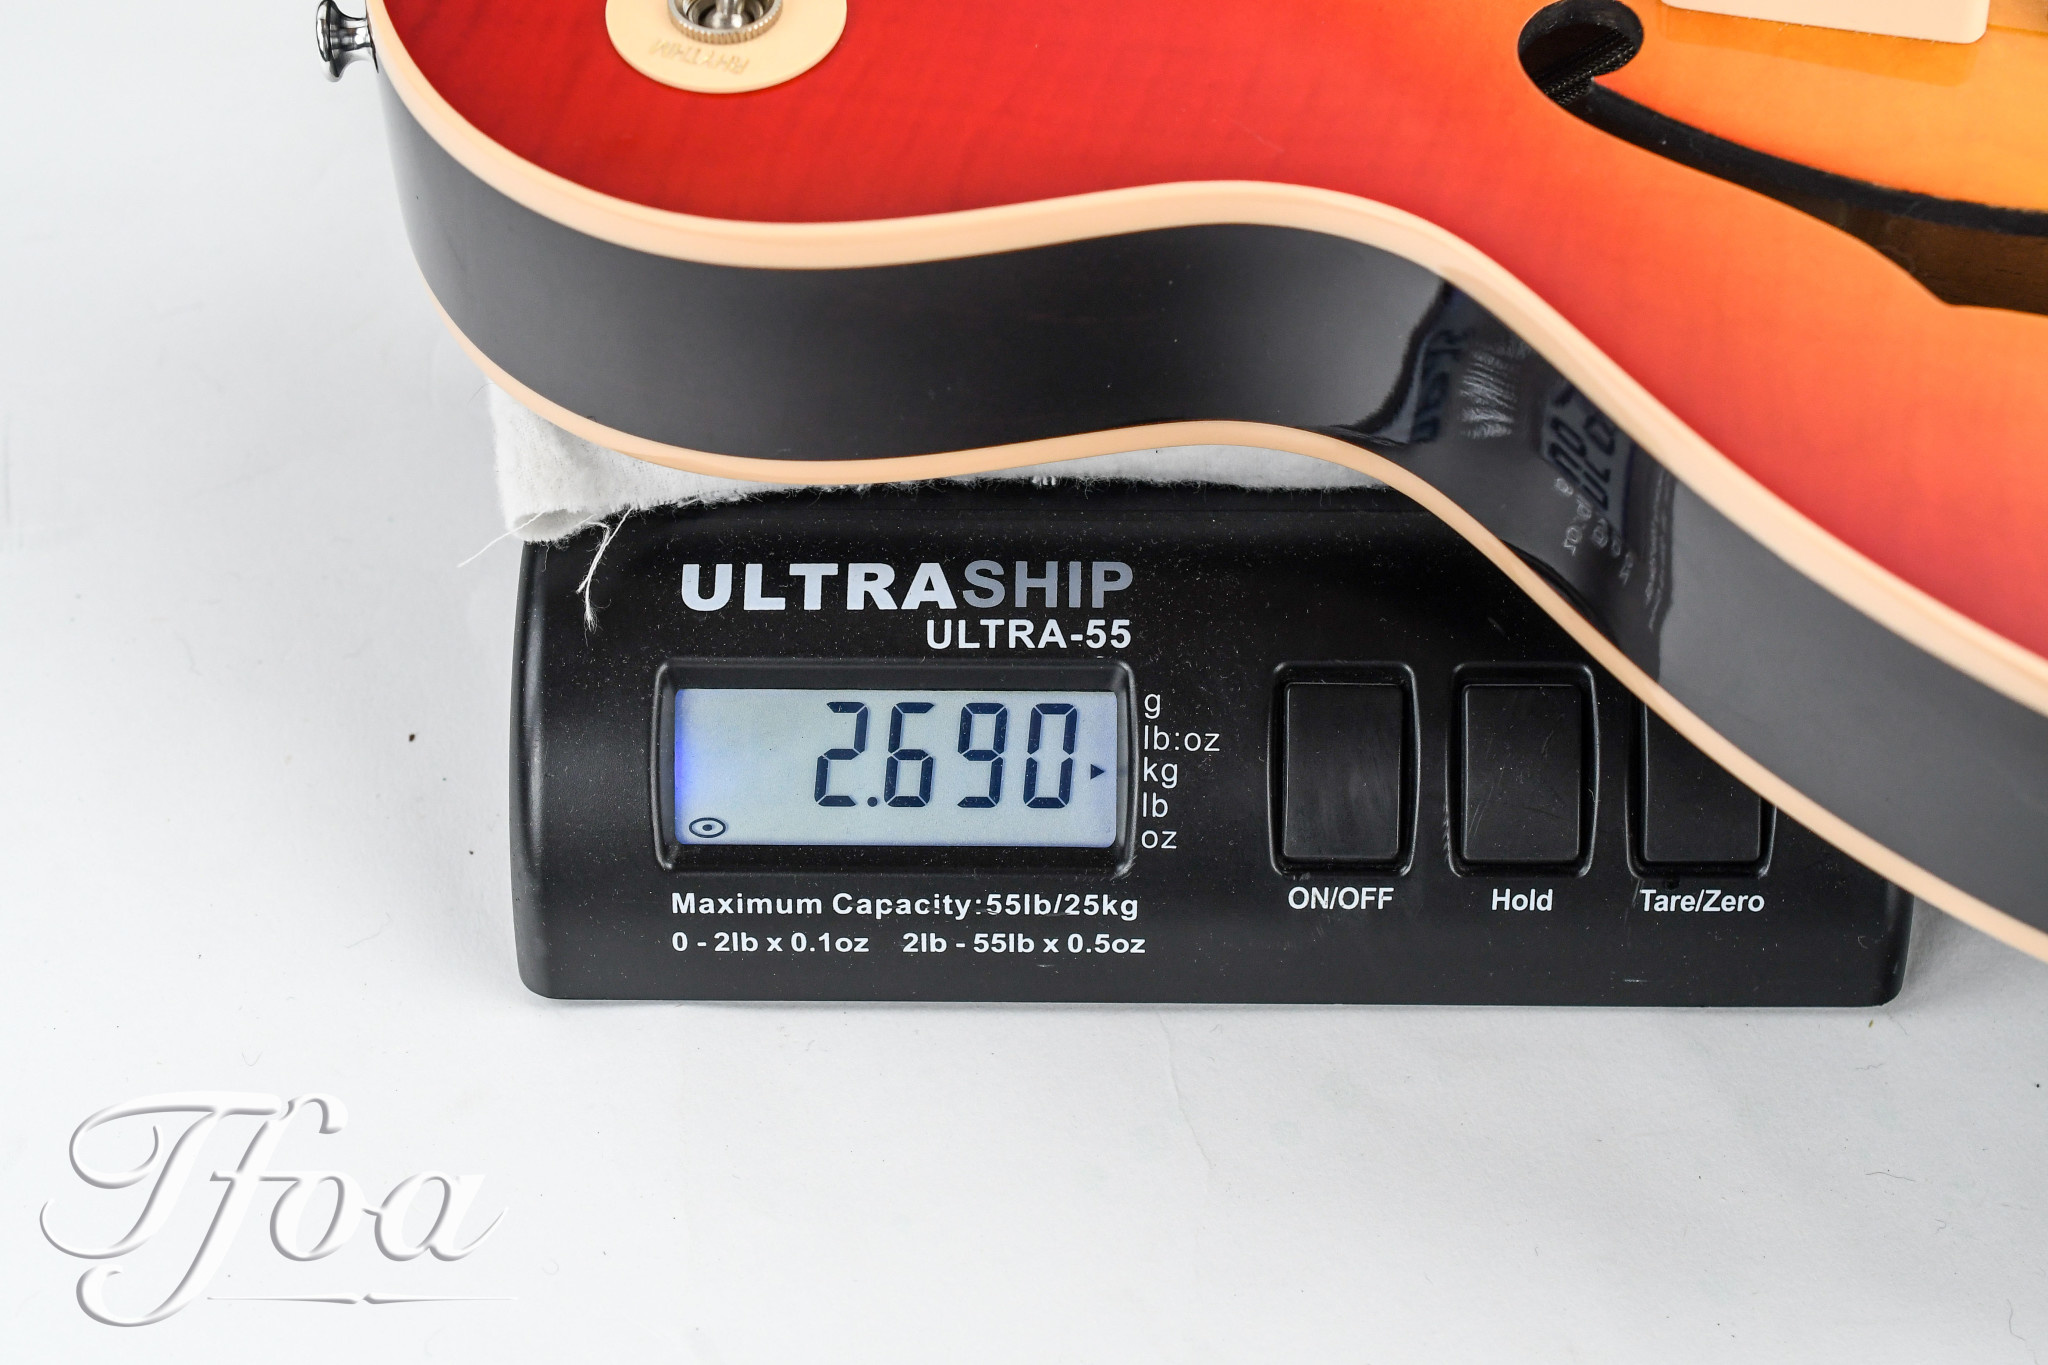 RHYTHM
ULTRASHIP
ULTRA-55
2.690
g
lb:oz
kg
lb
oz
Maximum Capacity:55lb/25kg
0 - 2lb x 0.1oz 2lb - 55lb x 0.5oz
ON/OFF
Hold
Tare/Zero
Tfoa